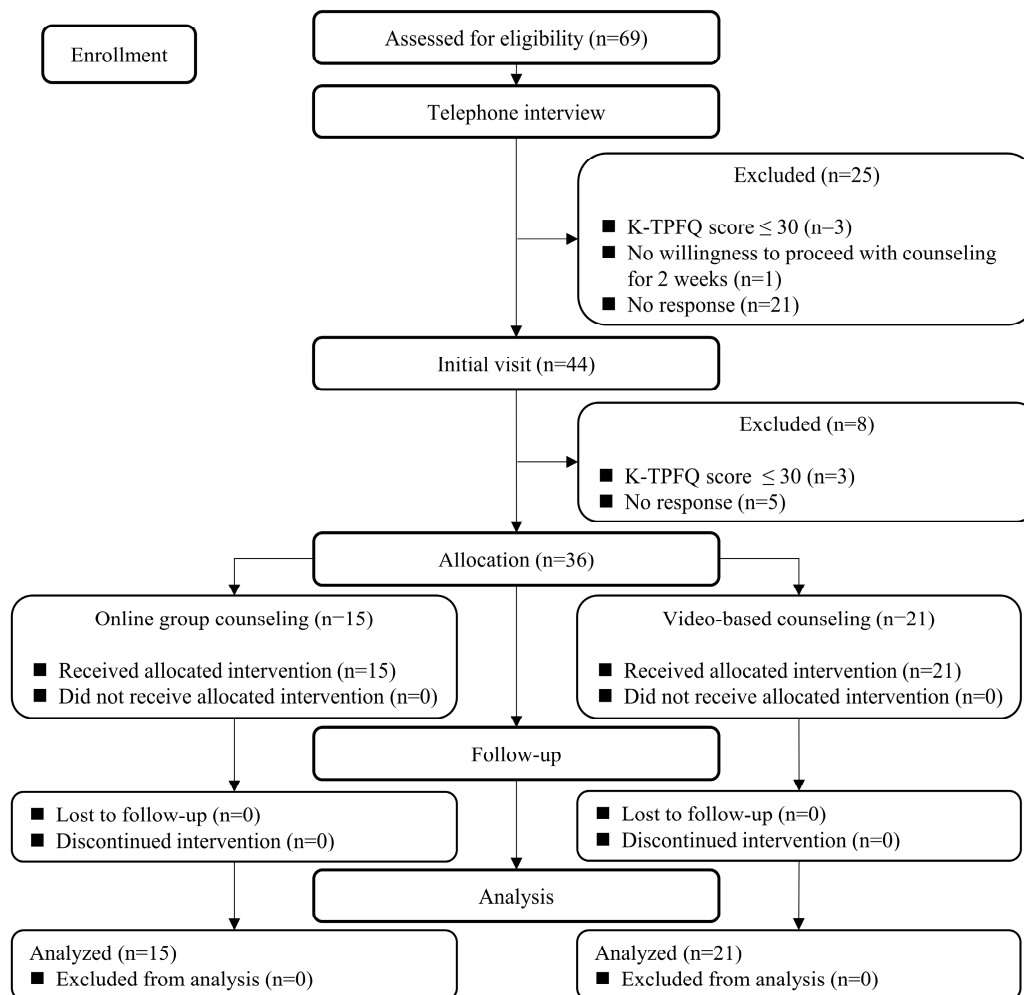 Enrollment
Assessed for eligibility (n=69)
Telephone interview
Excluded (n=25)
■ K-TPFQ score ≤ 30 (n=3)
■ No willingness to proceed with counseling
for 2 weeks (n=1)
■ No response (n=21)
Initial visit (n=44)
Excluded (n=8)
■ K-TPFQ score ≤ 30 (n=3)
■ No response (n=5)
Allocation (n=36)
Online group counseling (n=15)
■ Received allocated intervention (n=15)
■ Did not receive allocated intervention (n=0)
Video-based counseling (n=21)
■ Received allocated intervention (n=21)
■ Did not receive allocated intervention (n=0)
Follow-up
■ Lost to follow-up (n=0)
■ Discontinued intervention (n=0)
■ Lost to follow-up (n=0)
■ Discontinued intervention (n=0)
Analysis
Analyzed (n=15)
■ Excluded from analysis (n=0)
Analyzed (n=21)
■ Excluded from analysis (n=0)